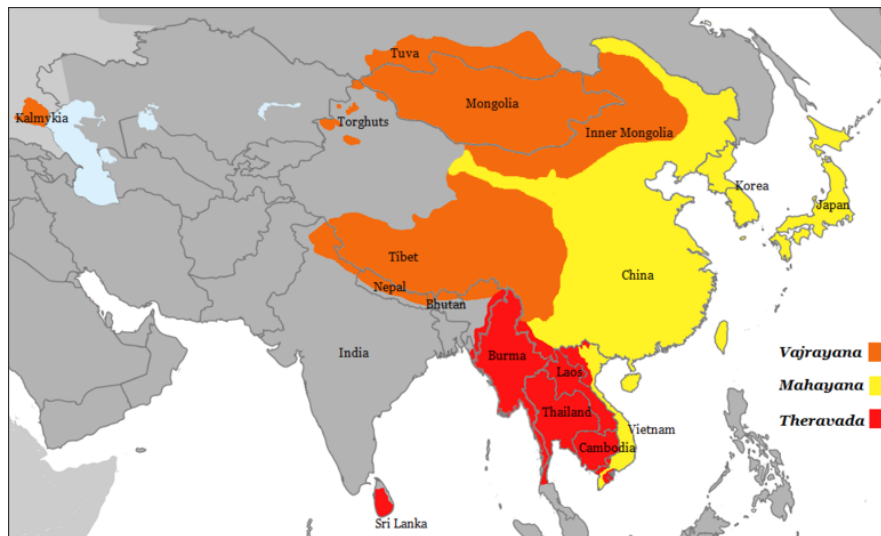 Tuva
Kalmykia
Mongolia
Torghuts
Inner Mongolia
Korea
Japan
Tibet
China
Nepal
Bhutan
India
Burma
Laos
Thailand
Vietnam
Cambodia
Sri Lanka
Vajrayana
Mahayana
Theravada